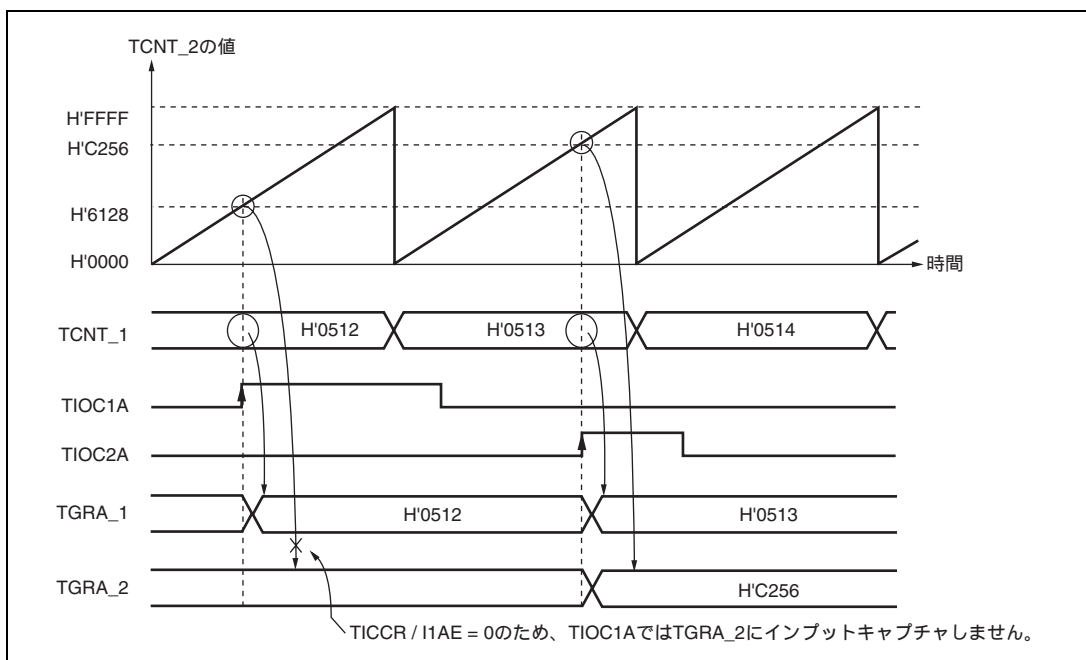 TCNT_2の値
H'FFFF
H'C256
H'6128
H'0000
時間
TCNT_1
H'0512
H'0513
H'0514
TIOC1A
TIOC2A
TGRA_1
H'0512
H'0513
TGRA_2
H'C256
TICCR / I1AE = 0のため、TIOC1AではTGRA_2にインプットキャプチャしません。